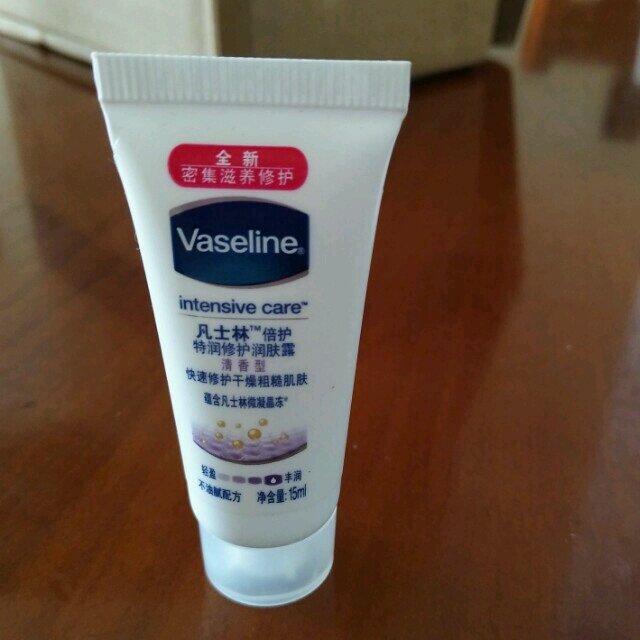 全新
密集滋养修护
Vaseline®
intensive care™
凡士林™倍护
特润修护润肤露
清香型
快速修护干燥粗糙肌肤
蕴含凡士林微凝晶冻®
轻盈 丰润
不油腻配方 净含量:15ml